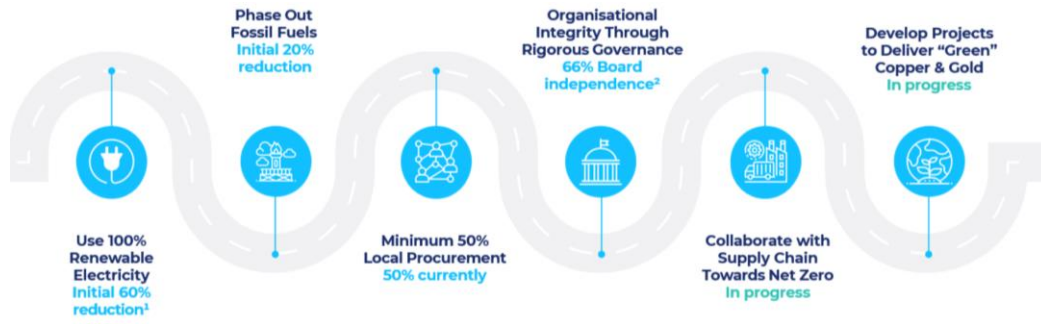 Use 100%
Renewable
Electricity
Initial 60%
reduction¹
Phase Out
Fossil Fuels
Initial 20%
reduction
Minimum 50%
Local Procurement
50% currently
Organisational
Integrity Through
Rigorous Governance
66% Board
independence²
Collaborate with
Supply Chain
Towards Net Zero
In progress
Develop Projects
to Deliver “Green”
Copper & Gold
In progress